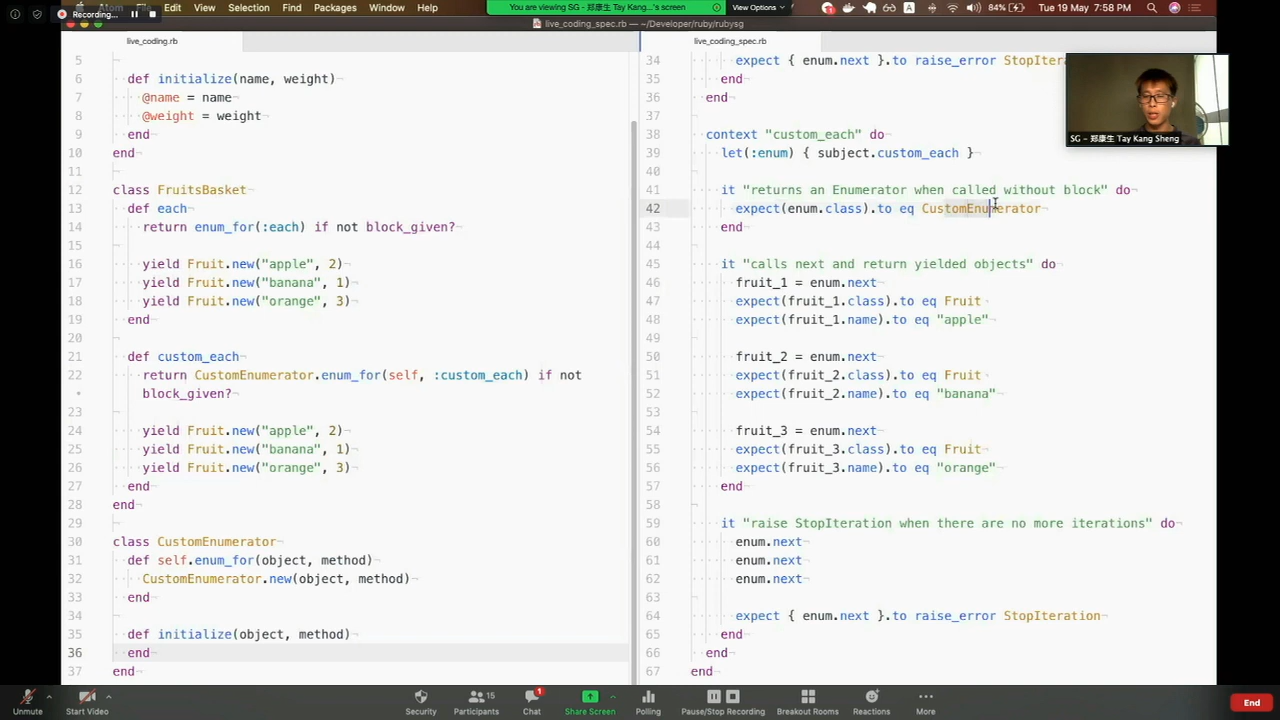 Atom Edit View Selection Find Packages Window Help
Recording...
You are viewing SG - 郑康生 Tay Kang Sheng's screen
View Options
84%
Tue 19 May 7:58 PM
live_coding_spec.rb — ~/Developer/ruby/rubysg
live_coding.rb
5
6 def initialize(name, weight)
7 @name = name
8 @weight = weight
9 end
10 end
11
12 class FruitsBasket
13 def each
14 return enum_for(:each) if not block_given?
15
16 yield Fruit.new("apple", 2)
17 yield Fruit.new("banana", 1)
18 yield Fruit.new("orange", 3)
19 end
20
21 def custom_each
22 return CustomEnumerator.enum_for(self, :custom_each) if not
block_given?
23
24 yield Fruit.new("apple", 2)
25 yield Fruit.new("banana", 1)
26 yield Fruit.new("orange", 3)
27 end
28 end
29
30 class CustomEnumerator
31 def self.enum_for(object, method)
32 CustomEnumerator.new(object, method)
33 end
34
35 def initialize(object, method)
36 end
37 end
live_coding_spec.rb
34 expect { enum.next }.to raise_error StopItera
35 end
36 end
37
38 context "custom_each" do
39 let(:enum) { subject.custom_each }
40
41 it "returns an Enumerator when called without block" do
42 expect(enum.class).to eq CustomEnumerator
43 end
44
45 it "calls next and return yielded objects" do
46 fruit_1 = enum.next
47 expect(fruit_1.class).to eq Fruit
48 expect(fruit_1.name).to eq "apple"
49
50 fruit_2 = enum.next
51 expect(fruit_2.class).to eq Fruit
52 expect(fruit_2.name).to eq "banana"
53
54 fruit_3 = enum.next
55 expect(fruit_3.class).to eq Fruit
56 expect(fruit_3.name).to eq "orange"
57 end
58
59 it "raise StopIteration when there are no more iterations" do
60 enum.next
61 enum.next
62 enum.next
63
64 expect { enum.next }.to raise_error StopIteration
65 end
66 end
67 end
SG - 郑康生 Tay Kang Sheng
Unmute
Start Video
Security
Participants 15
Chat 1
Share Screen
Polling
Pause/Stop Recording
Breakout Rooms
Reactions
More
End